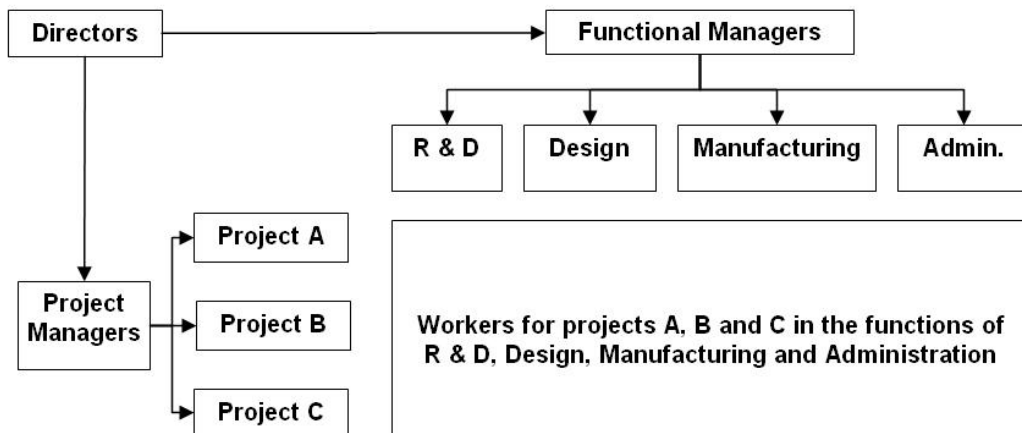 Directors
Functional Managers
R & D
Design
Manufacturing
Admin.
Project A
Project
Managers
Project B
Workers for projects A, B and C in the functions of
R & D, Design, Manufacturing and Administration
Project C